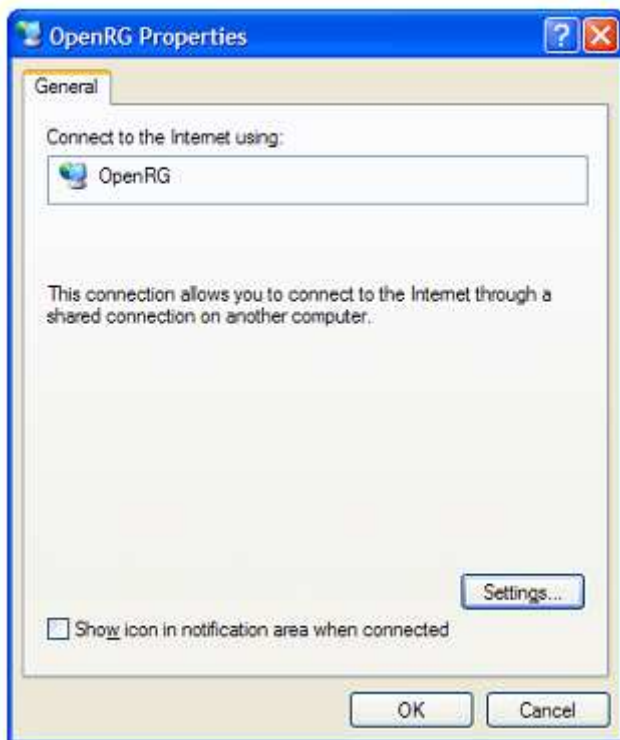 OpenRG Properties
General
Connect to the Internet using:
OpenRG
This connection allows you to connect to the Internet through a
shared connection on another computer.
Settings...
Show icon in notification area when connected
OK Cancel